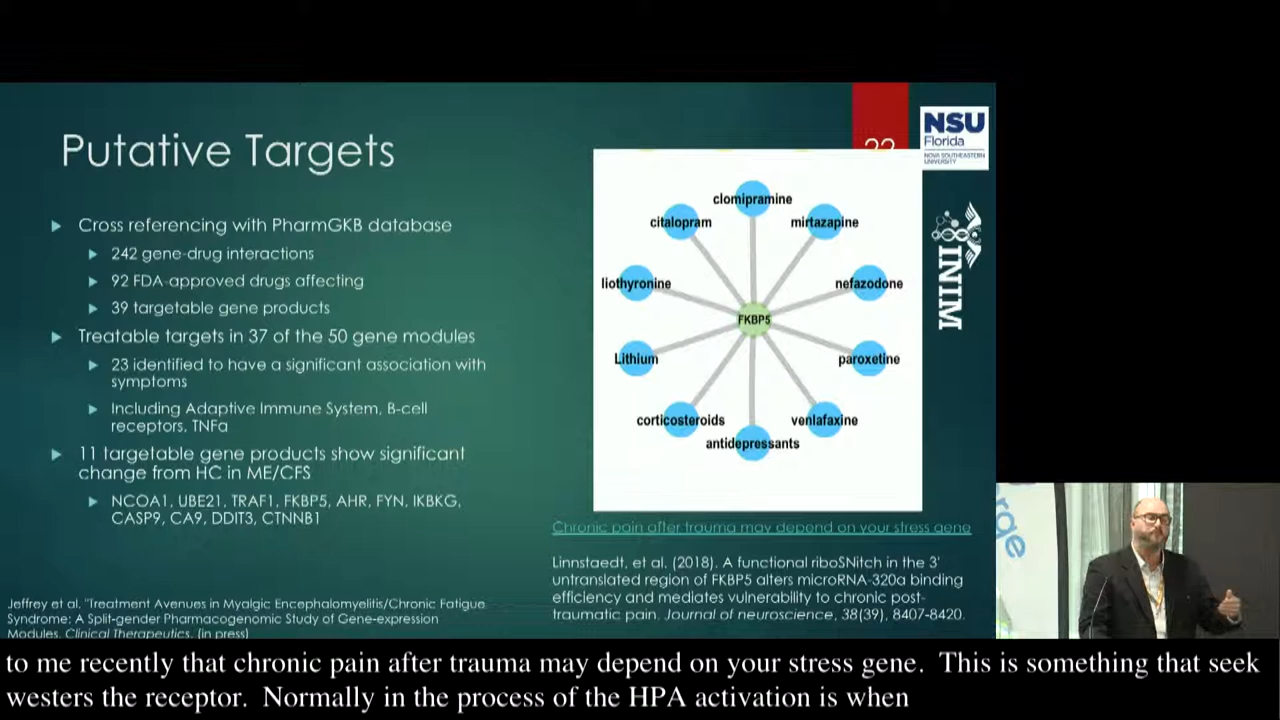 Putative Targets
Cross referencing with PharmGKB database
242 gene-drug interactions
92 FDA-approved drugs affecting
39 targetable gene products
Treatable targets in 37 of the 50 gene modules
23 identified to have a significant association with
symptoms
Including Adaptive Immune System, B-cell
receptors, TNFa
11 targetable gene products show significant
change from HC in ME/CFS
NCOA1, UBE21, TRAF1, FKBP5, AHR, FYN, IKBKG,
CASP9, CA9, DDIT3, CTNNB1
Jeffrey et al. "Treatment Avenues in Myalgic Encephalomyelitis/Chronic Fatigue
Syndrome: A Split-gender Pharmacogenomic Study of Gene-expression
Modules. Clinical Therapeutics. (in press)
22
NSU
Florida
NOVA SOUTHEASTERN
UNIVERSITY
INIM
clomipramine
citalopram
mirtazapine
liothyronine
nefazodone
FKBP5
Lithium
paroxetine
corticosteroids
venlafaxine
antidepressants
Chronic pain after trauma may depend on your stress gene
Linnstaedt, et al. (2018). A functional riboSNitch in the 3'
untranslated region of FKBP5 alters microRNA-320a binding
efficiency and mediates vulnerability to chronic post-
traumatic pain. Journal of neuroscience, 38(39), 8407-8420.
rge
to me recently that chronic pain after trauma may depend on your stress gene.  This is something that seek
westers the receptor.  Normally in the process of the HPA activation is when